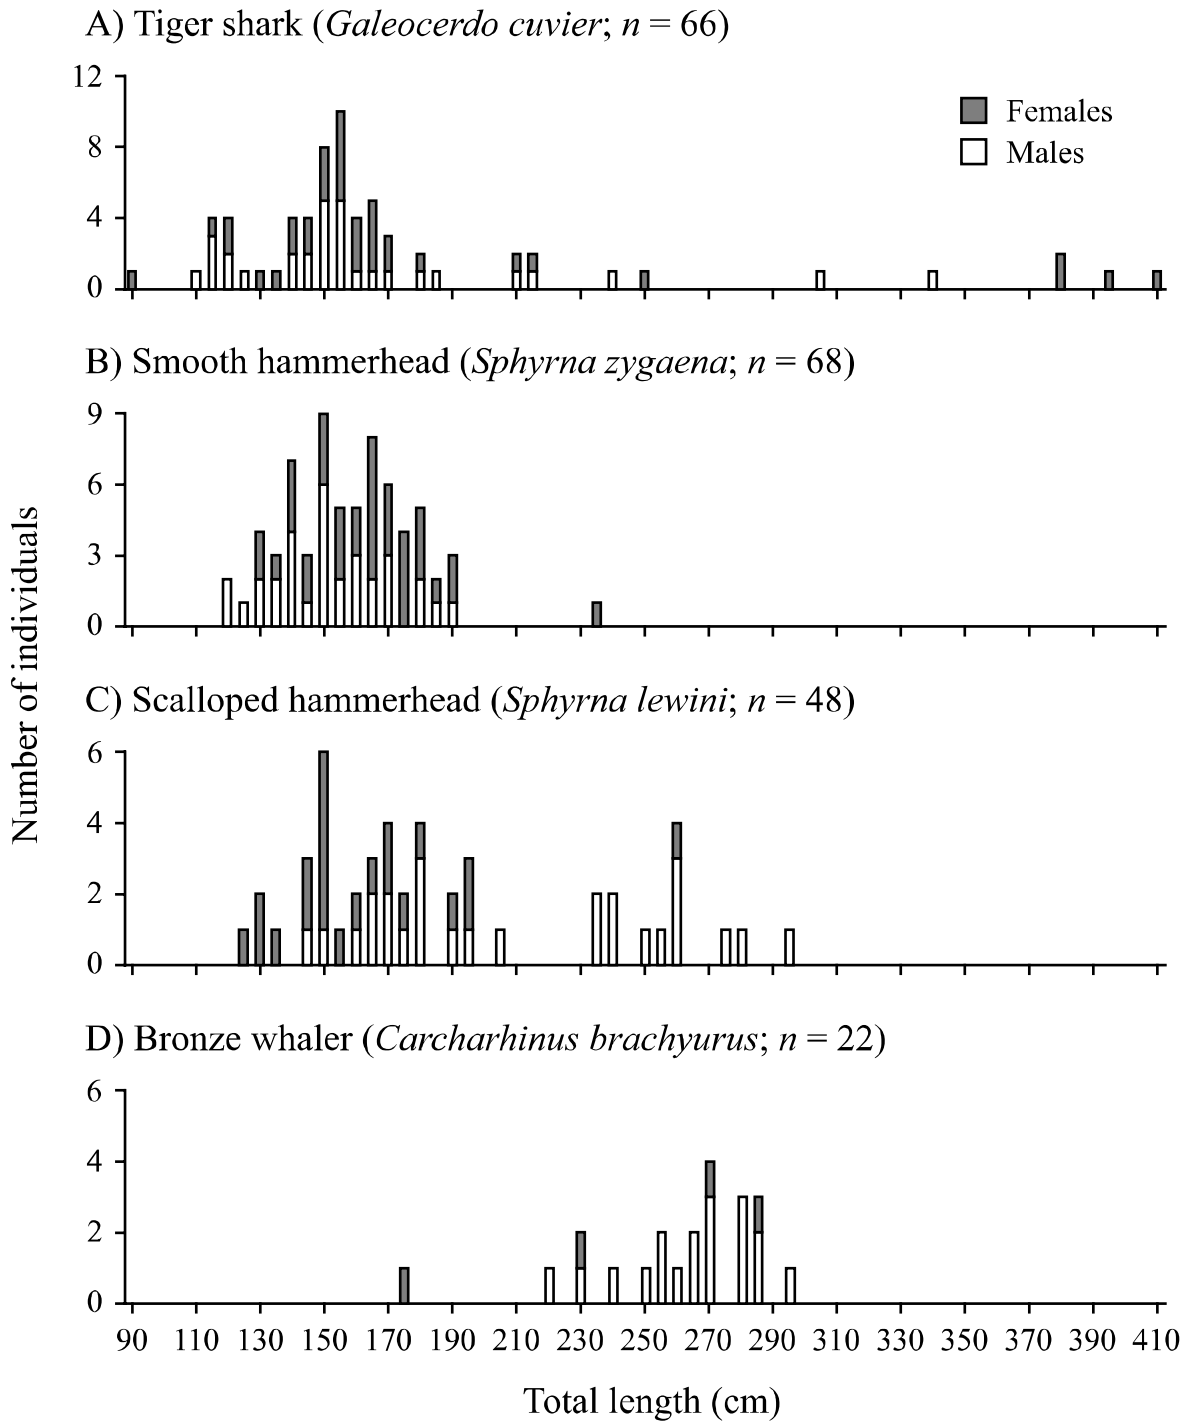 A) Tiger shark (Galeocerdo cuvier; n = 66)
12
8
4
0
Females
Males
B) Smooth hammerhead (Sphyrna zygaena; n = 68)
9
6
3
0
Number of individuals
C) Scalloped hammerhead (Sphyrna lewini; n = 48)
6
4
2
0
D) Bronze whaler (Carcharhinus brachyurus; n = 22)
6
4
2
0
90 110 130 150 170 190 210 230 250 270 290 310 330 350 370 390 410
Total length (cm)